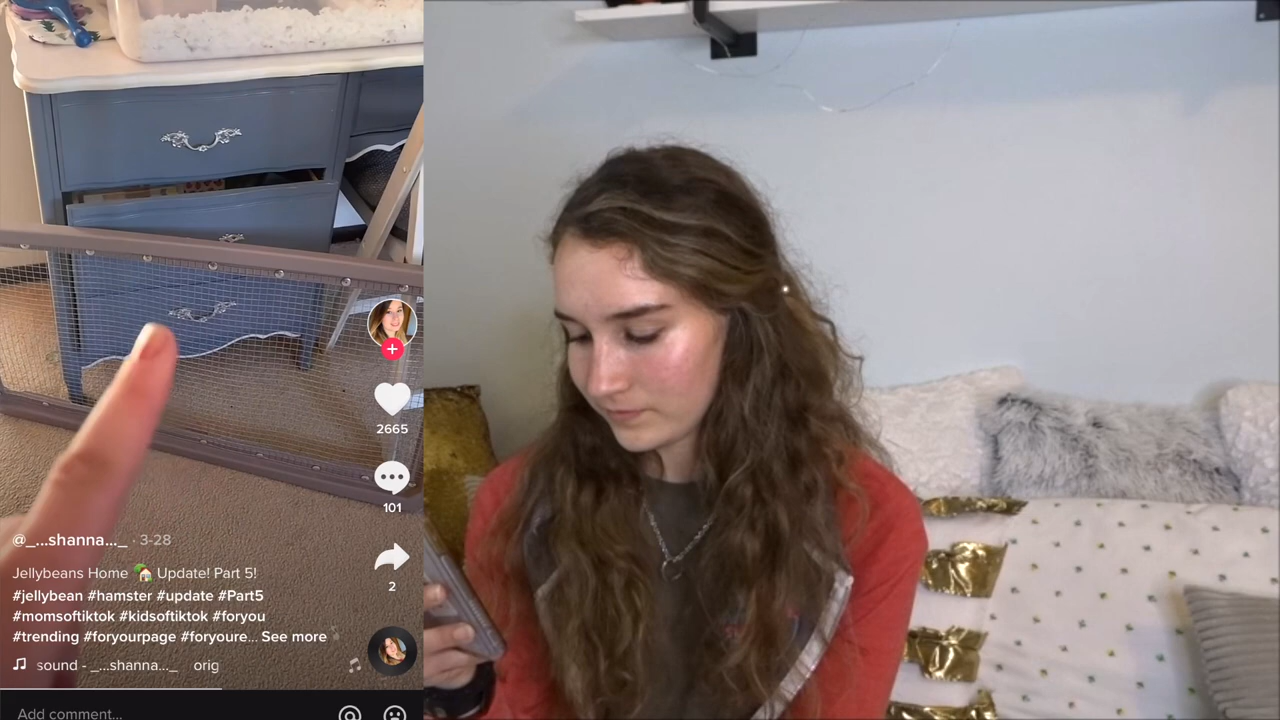 2665
101
2
@_...shanna..._ · 3-28
Jellybeans Home 🏠 Update! Part 5!
#jellybean #hamster #update #Part5
#momsoftiktok #kidsoftiktok #foryou
#trending #foryourpage #foryoure... See more
sound - _...shanna..._ orig
Add comment...